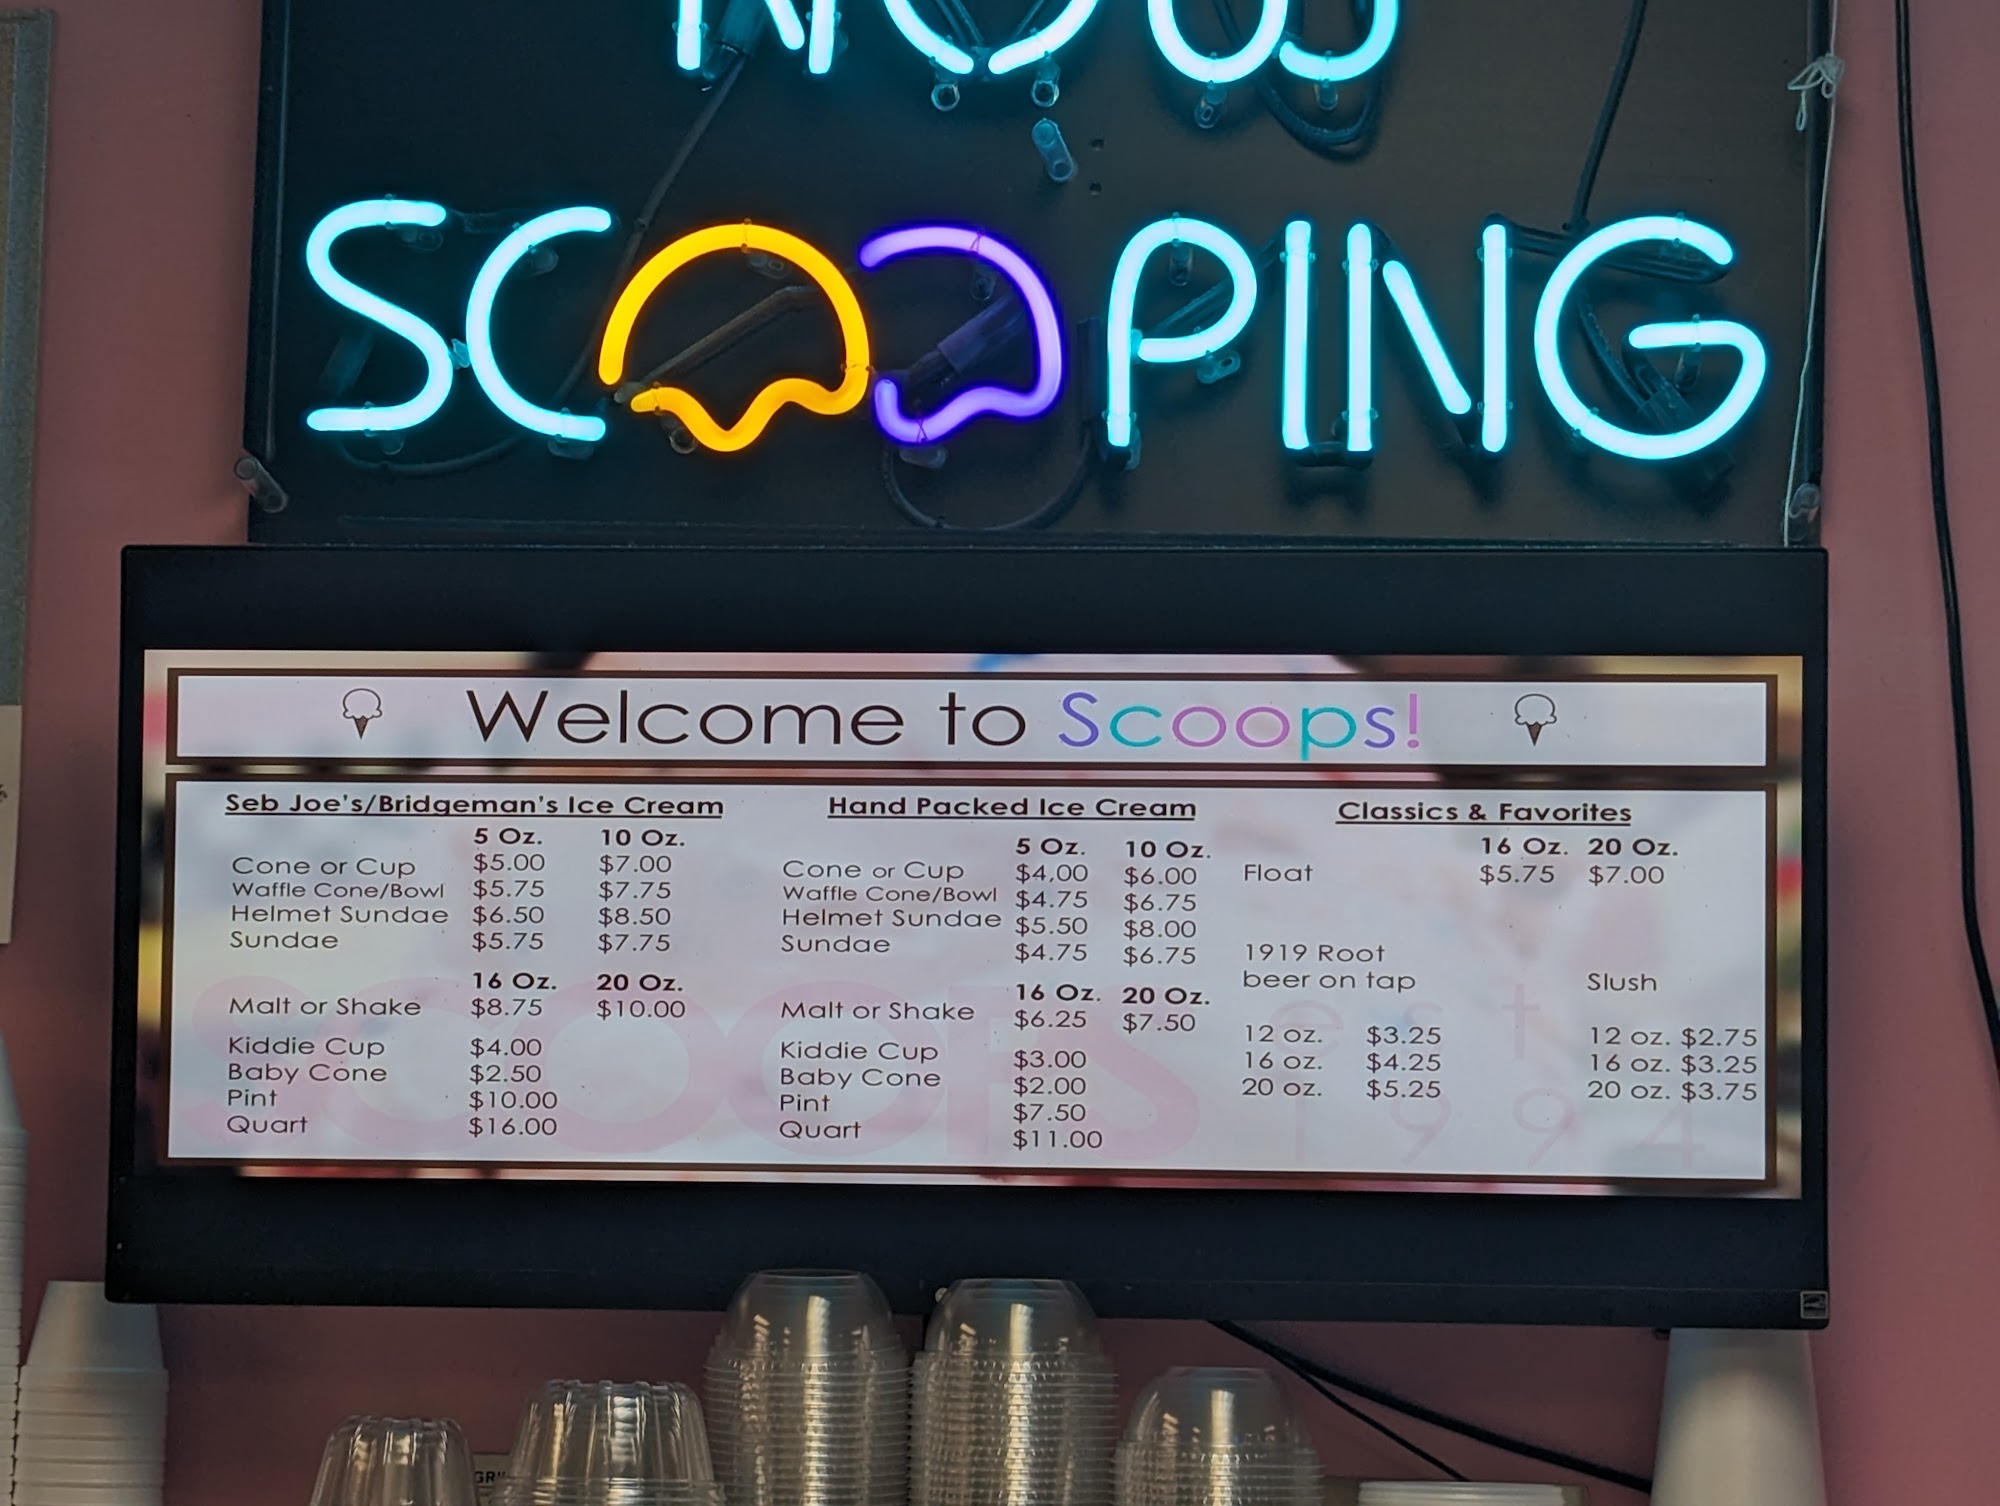 NOW
SCOOPING
Welcome to Scoops!
Seb Joe's/Bridgeman's Ice Cream
5 Oz. 10 Oz.
Cone or Cup $5.00 $7.00
Waffle Cone/Bowl $5.75 $7.75
Helmet Sundae $6.50 $8.50
Sundae $5.75 $7.75
16 Oz. 20 Oz.
Malt or Shake $8.75 $10.00
Kiddie Cup $4.00
Baby Cone $2.50
Pint $10.00
Quart $16.00
Hand Packed Ice Cream
5 Oz. 10 Oz.
Cone or Cup $4.00 $6.00
Waffle Cone/Bowl $4.75 $6.75
Helmet Sundae $5.50 $8.00
Sundae $4.75 $6.75
16 Oz. 20 Oz.
Malt or Shake $6.25 $7.50
Kiddie Cup $3.00
Baby Cone $2.00
Pint $7.50
Quart $11.00
Classics & Favorites
16 Oz. 20 Oz.
Float $5.75 $7.00
1919 Root
beer on tap
12 oz. $3.25
16 oz. $4.25
20 oz. $5.25
Slush
12 oz. $2.75
16 oz. $3.25
20 oz. $3.75
SCOOPS
est
1994